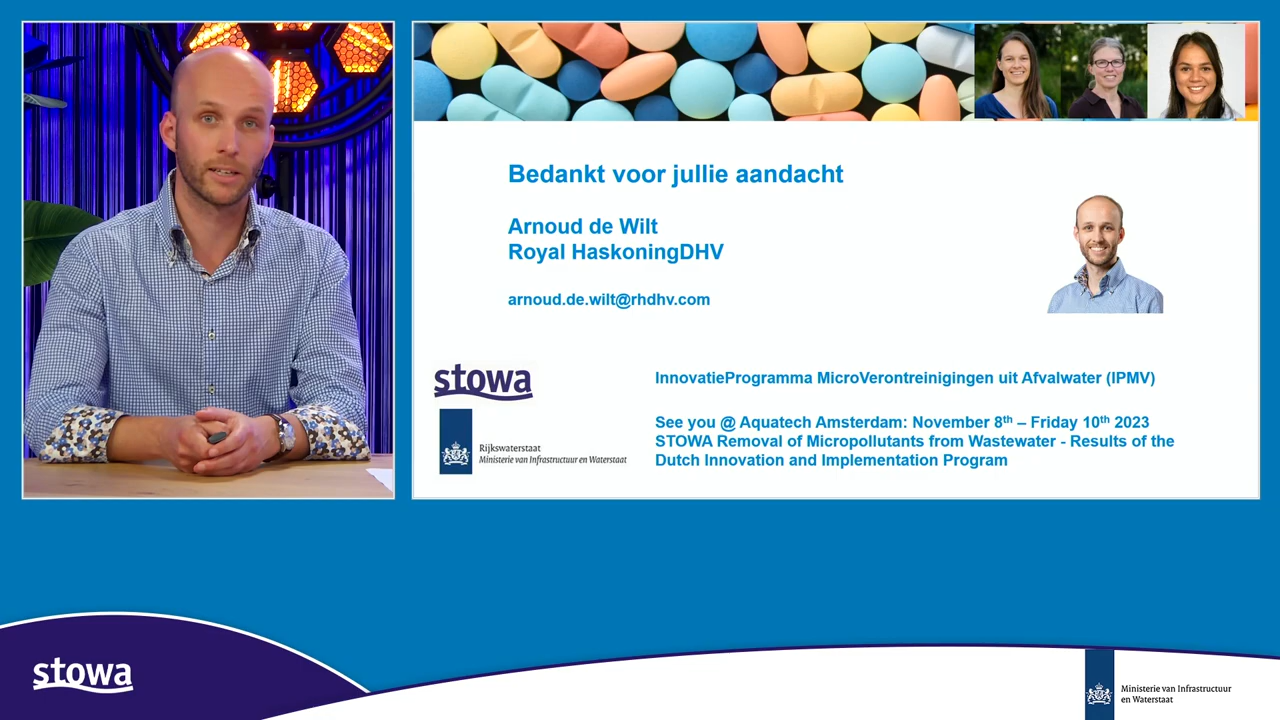 Bedankt voor jullie aandacht
Arnoud de Wilt
Royal HaskoningDHV
arnoud.de.wilt@rhdhv.com
stowa
Rijkswaterstaat
Ministerie van Infrastructuur en Waterstaat
InnovatieProgramma MicroVerontreinigingen uit Afvalwater (IPMV)
See you @ Aquatech Amsterdam: November 8th – Friday 10th 2023
STOWA Removal of Micropollutants from Wastewater - Results of the
Dutch Innovation and Implementation Program
stowa
Ministerie van Infrastructuur
en Waterstaat